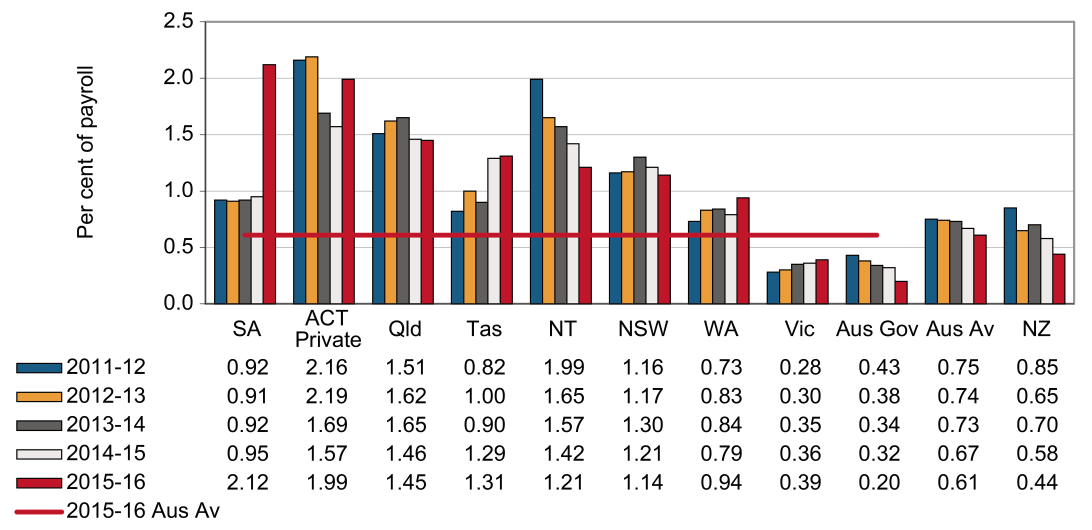 2.5
2.0
1.5
1.0
0.5
0.0
Per cent of payroll
SA ACT Private Qld Tas NT NSW WA Vic Aus Gov Aus Av NZ
2011-12 0.92 2.16 1.51 0.82 1.99 1.16 0.73 0.28 0.43 0.75 0.85
2012-13 0.91 2.19 1.62 1.00 1.65 1.17 0.83 0.30 0.38 0.74 0.65
2013-14 0.92 1.69 1.65 0.90 1.57 1.30 0.84 0.35 0.34 0.73 0.70
2014-15 0.95 1.57 1.46 1.29 1.42 1.21 0.79 0.36 0.32 0.67 0.58
2015-16 2.12 1.99 1.45 1.31 1.21 1.14 0.94 0.39 0.20 0.61 0.44
2015-16 Aus Av